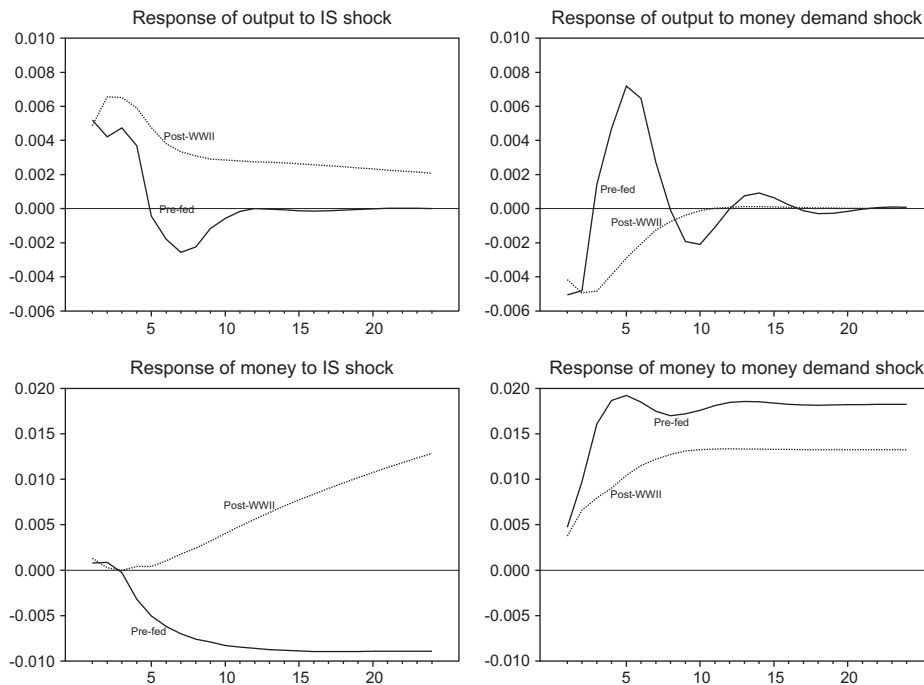 Response of output to IS shock
0.010
0.008
0.006
0.004
0.002
0.000
-0.002
-0.004
-0.006
Post-WWII
Pre-fed
5 10 15 20
Response of output to money demand shock
0.010
0.008
0.006
0.004
0.002
0.000
-0.002
-0.004
-0.006
Pre-fed
Post-WWII
5 10 15 20
Response of money to IS shock
0.020
0.015
0.010
0.005
0.000
-0.005
-0.010
Post-WWII
Pre-fed
5 10 15 20
Response of money to money demand shock
0.020
0.015
0.010
0.005
0.000
-0.005
-0.010
Pre-fed
Post-WWII
5 10 15 20